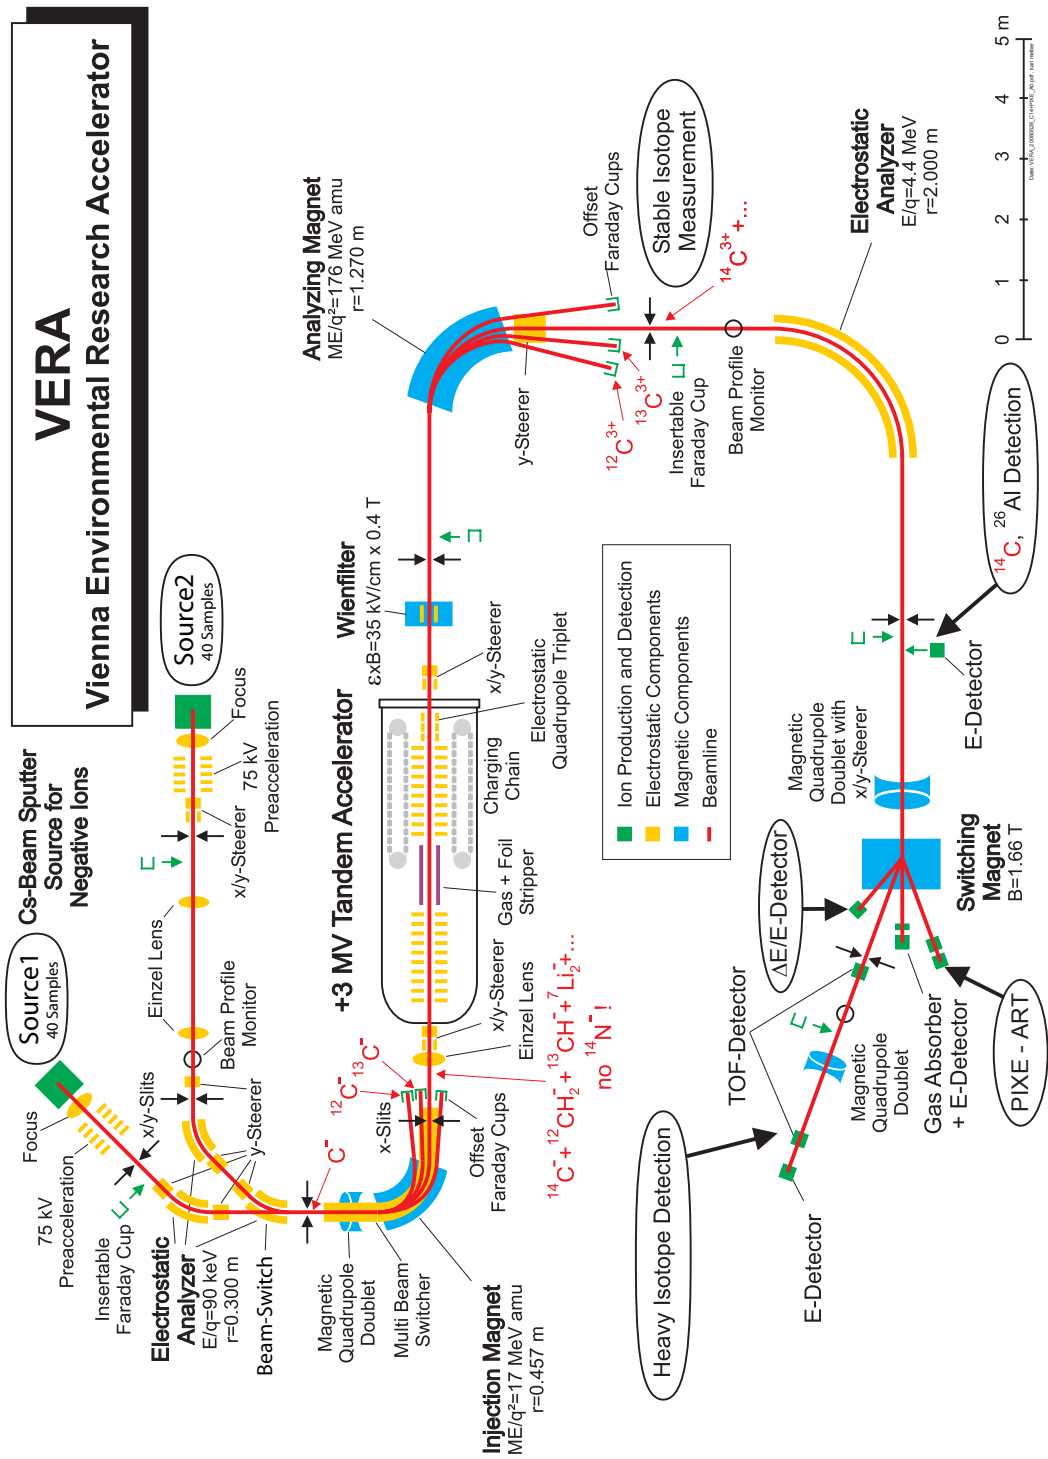 VERA
Vienna Environmental Research Accelerator
Source1
40 Samples
Cs-Beam Sputter
Source for
Negative Ions
Source2
40 Samples
Focus
75 kV
Preacceleration
Insertable
Faraday Cup
x/y-Slits
Einzel Lens
Beam Profile
Monitor
x/y-Steerer
Focus
75 kV
Preacceleration
Electrostatic
Analyzer
E/q=90 keV
r=0.300 m
y-Steerer
Beam-Switch
C⁻
Magnetic
Quadrupole
Doublet
Multi Beam
Switcher
Injection Magnet
ME/q²=17 MeV amu
r=0.457 m
x-Slits
¹²C⁻
¹³C⁻
Offset
Faraday Cups
¹⁴C⁻+ ¹²CH₂⁻ + ¹³CH⁻+ ⁷Li₂⁻+...
no ¹⁴N⁻ !
Einzel Lens
x/y-Steerer
+3 MV Tandem Accelerator
Gas + Foil
Stripper
Charging
Chain
Electrostatic
Quadrupole Triplet
x/y-Steerer
Wienfilter
εxB=35 kV/cm x 0.4 T
Analyzing Magnet
ME/q²=176 MeV amu
r=1.270 m
y-Steerer
Offset
Faraday Cups
¹²C³⁺
¹³C³⁺
Stable Isotope
Measurement
Insertable
Faraday Cup
¹⁴C³⁺+...
Beam Profile
Monitor
Electrostatic
Analyzer
E/q=4.4 MeV
r=2.000 m
Ion Production and Detection
Electrostatic Components
Magnetic Components
Beamline
¹⁴C, ²⁶Al Detection
E-Detector
Magnetic
Quadrupole
Doublet with
x/y-Steerer
Switching
Magnet
B=1.66 T
ΔE/E-Detector
TOF-Detector
Magnetic
Quadrupole
Doublet
Gas Absorber
+ E-Detector
PIXE - ART
Heavy Isotope Detection
E-Detector
0 1 2 3 4 5 m